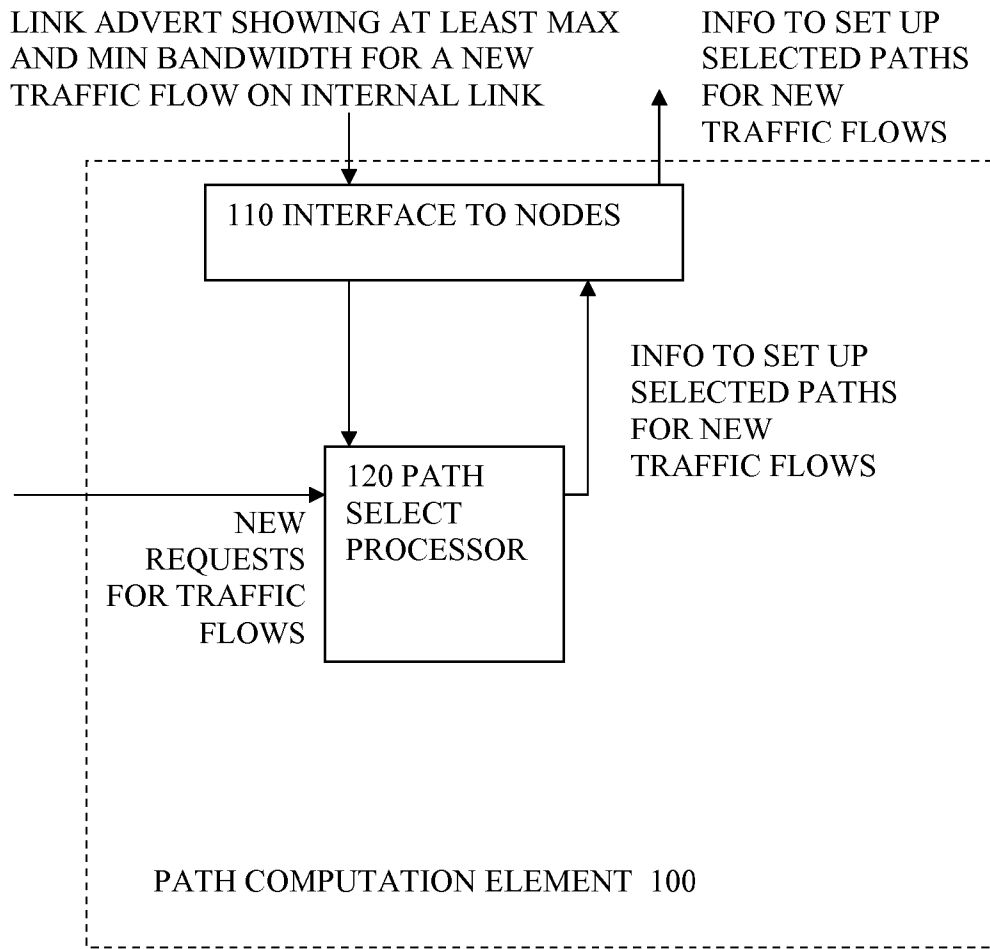 LINK ADVERT SHOWING AT LEAST MAX
AND MIN BANDWIDTH FOR A NEW
TRAFFIC FLOW ON INTERNAL LINK
INFO TO SET UP
SELECTED PATHS
FOR NEW
TRAFFIC FLOWS
110 INTERFACE TO NODES
INFO TO SET UP
SELECTED PATHS
FOR NEW
TRAFFIC FLOWS
120 PATH
SELECT
PROCESSOR
NEW
REQUESTS
FOR TRAFFIC
FLOWS
PATH COMPUTATION ELEMENT 100